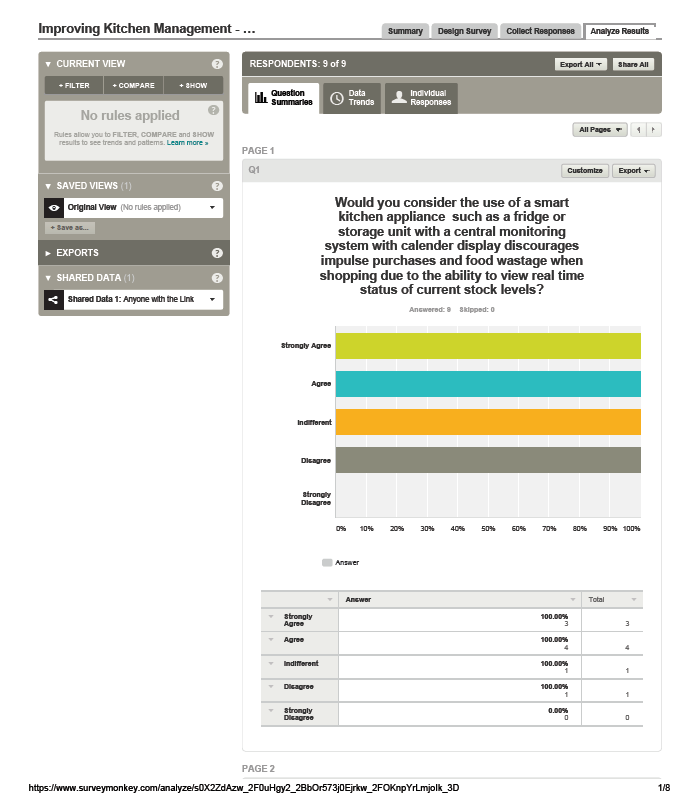 Improving Kitchen Management - ...
Summary
Design Survey
Collect Responses
Analyze Results
CURRENT VIEW
?
+ FILTER
+ COMPARE
+ SHOW
No rules applied
?
Rules allow you to FILTER, COMPARE and SHOW
results to see trends and patterns. Learn more »
SAVED VIEWS (1)
?
Original View (No rules applied)
+ Save as...
EXPORTS
?
SHARED DATA (1)
?
Shared Data 1: Anyone with the Link
RESPONDENTS: 9 of 9
Export All
Share All
Question
Summaries
Data
Trends
Individual
Responses
All Pages
PAGE 1
Q1
Customize
Export
Would you consider the use of a smart
kitchen appliance such as a fridge or
storage unit with a central monitoring
system with calender display discourages
impulse purchases and food wastage when
shopping due to the ability to view real time
status of current stock levels?
Answered: 9 Skipped: 0
Strongly Agree
Agree
Indifferent
Disagree
Strongly
Disagree
0% 10% 20% 30% 40% 50% 60% 70% 80% 90% 100%
Answer
Answer Total
Strongly
Agree
100.00%
3
3
Agree
100.00%
4
4
Indifferent
100.00%
1
1
Disagree
100.00%
1
1
Strongly
Disagree
0.00%
0
0
PAGE 2
https://www.surveymonkey.com/analyze/s0X2ZdAzw_2F0uHgy2_2BbOr573j0Ejrkw_2FOKnpYrLmjolk_3D
1/8